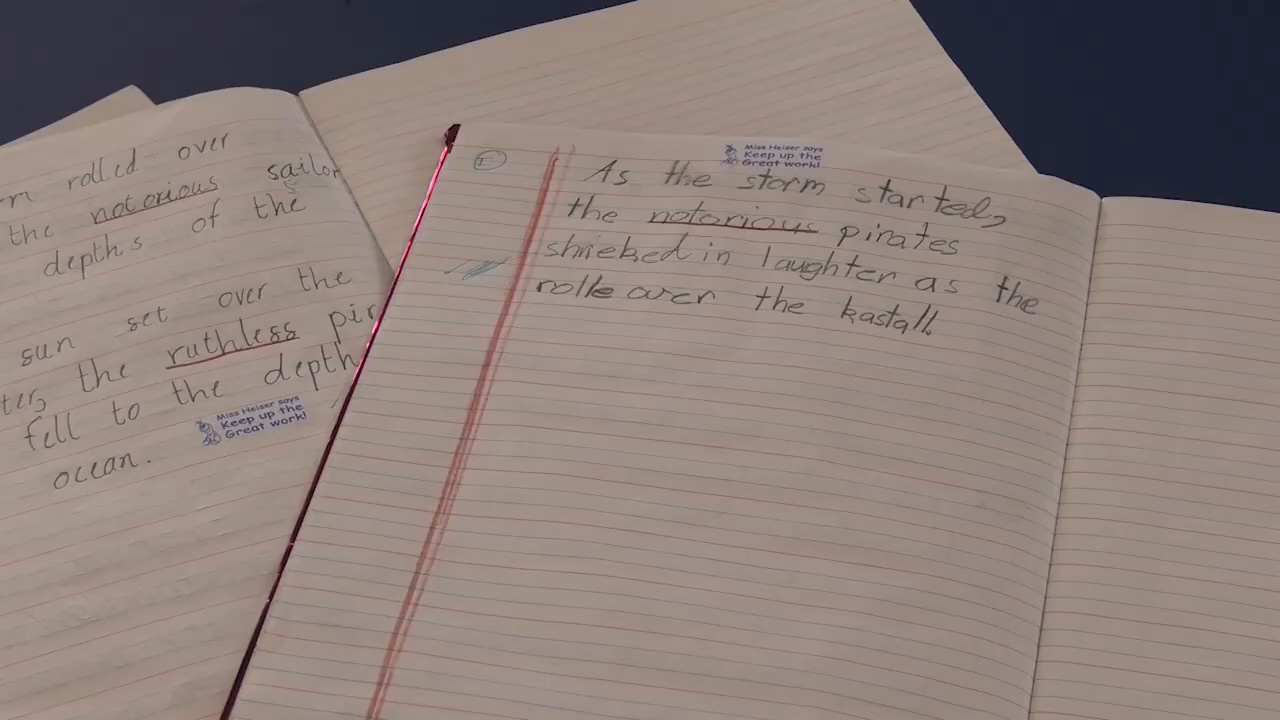 m rolled over
the notorious sailor
depths of the
sun set over the
ruthless pir
ter, the
fell to the depth
ocean.
Miss Heiser says
Keep up the
Great work!
Miss Heiser says
Keep up the
Great work!
As the storm started,
the notorious pirates
shrieked in laughter as the
rolle over the kastall.